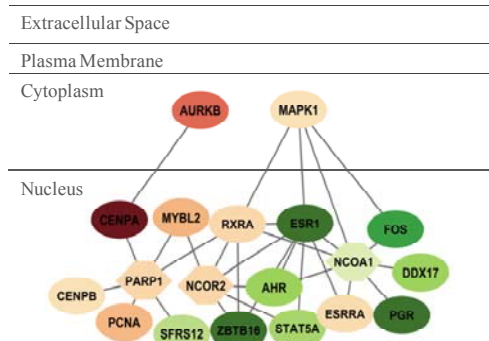 Extracellular Space
Plasma Membrane
Cytoplasm
AURKB MAPK1
Nucleus
CENPA MYBL2 RXRA ESR1 FOS
PARP1 NCOR2 NCOA1
CENPB AHR DDX17
PCNA SFRS12 ZBTB16 STAT5A ESRRA PGR